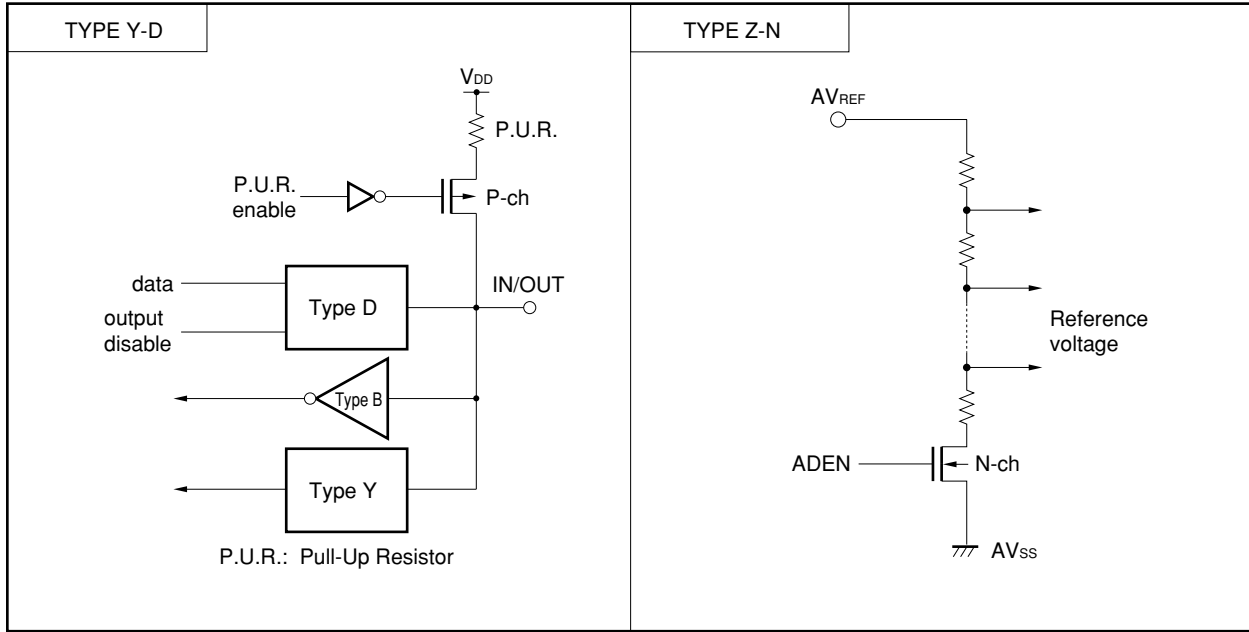 TYPE Y-D
VDD
P.U.R.
P.U.R.
enable
P-ch
data
Type D
IN/OUT
output
disable
Type B
Type Y
P.U.R.: Pull-Up Resistor
TYPE Z-N
AVREF
Reference
voltage
ADEN
N-ch
AVSS